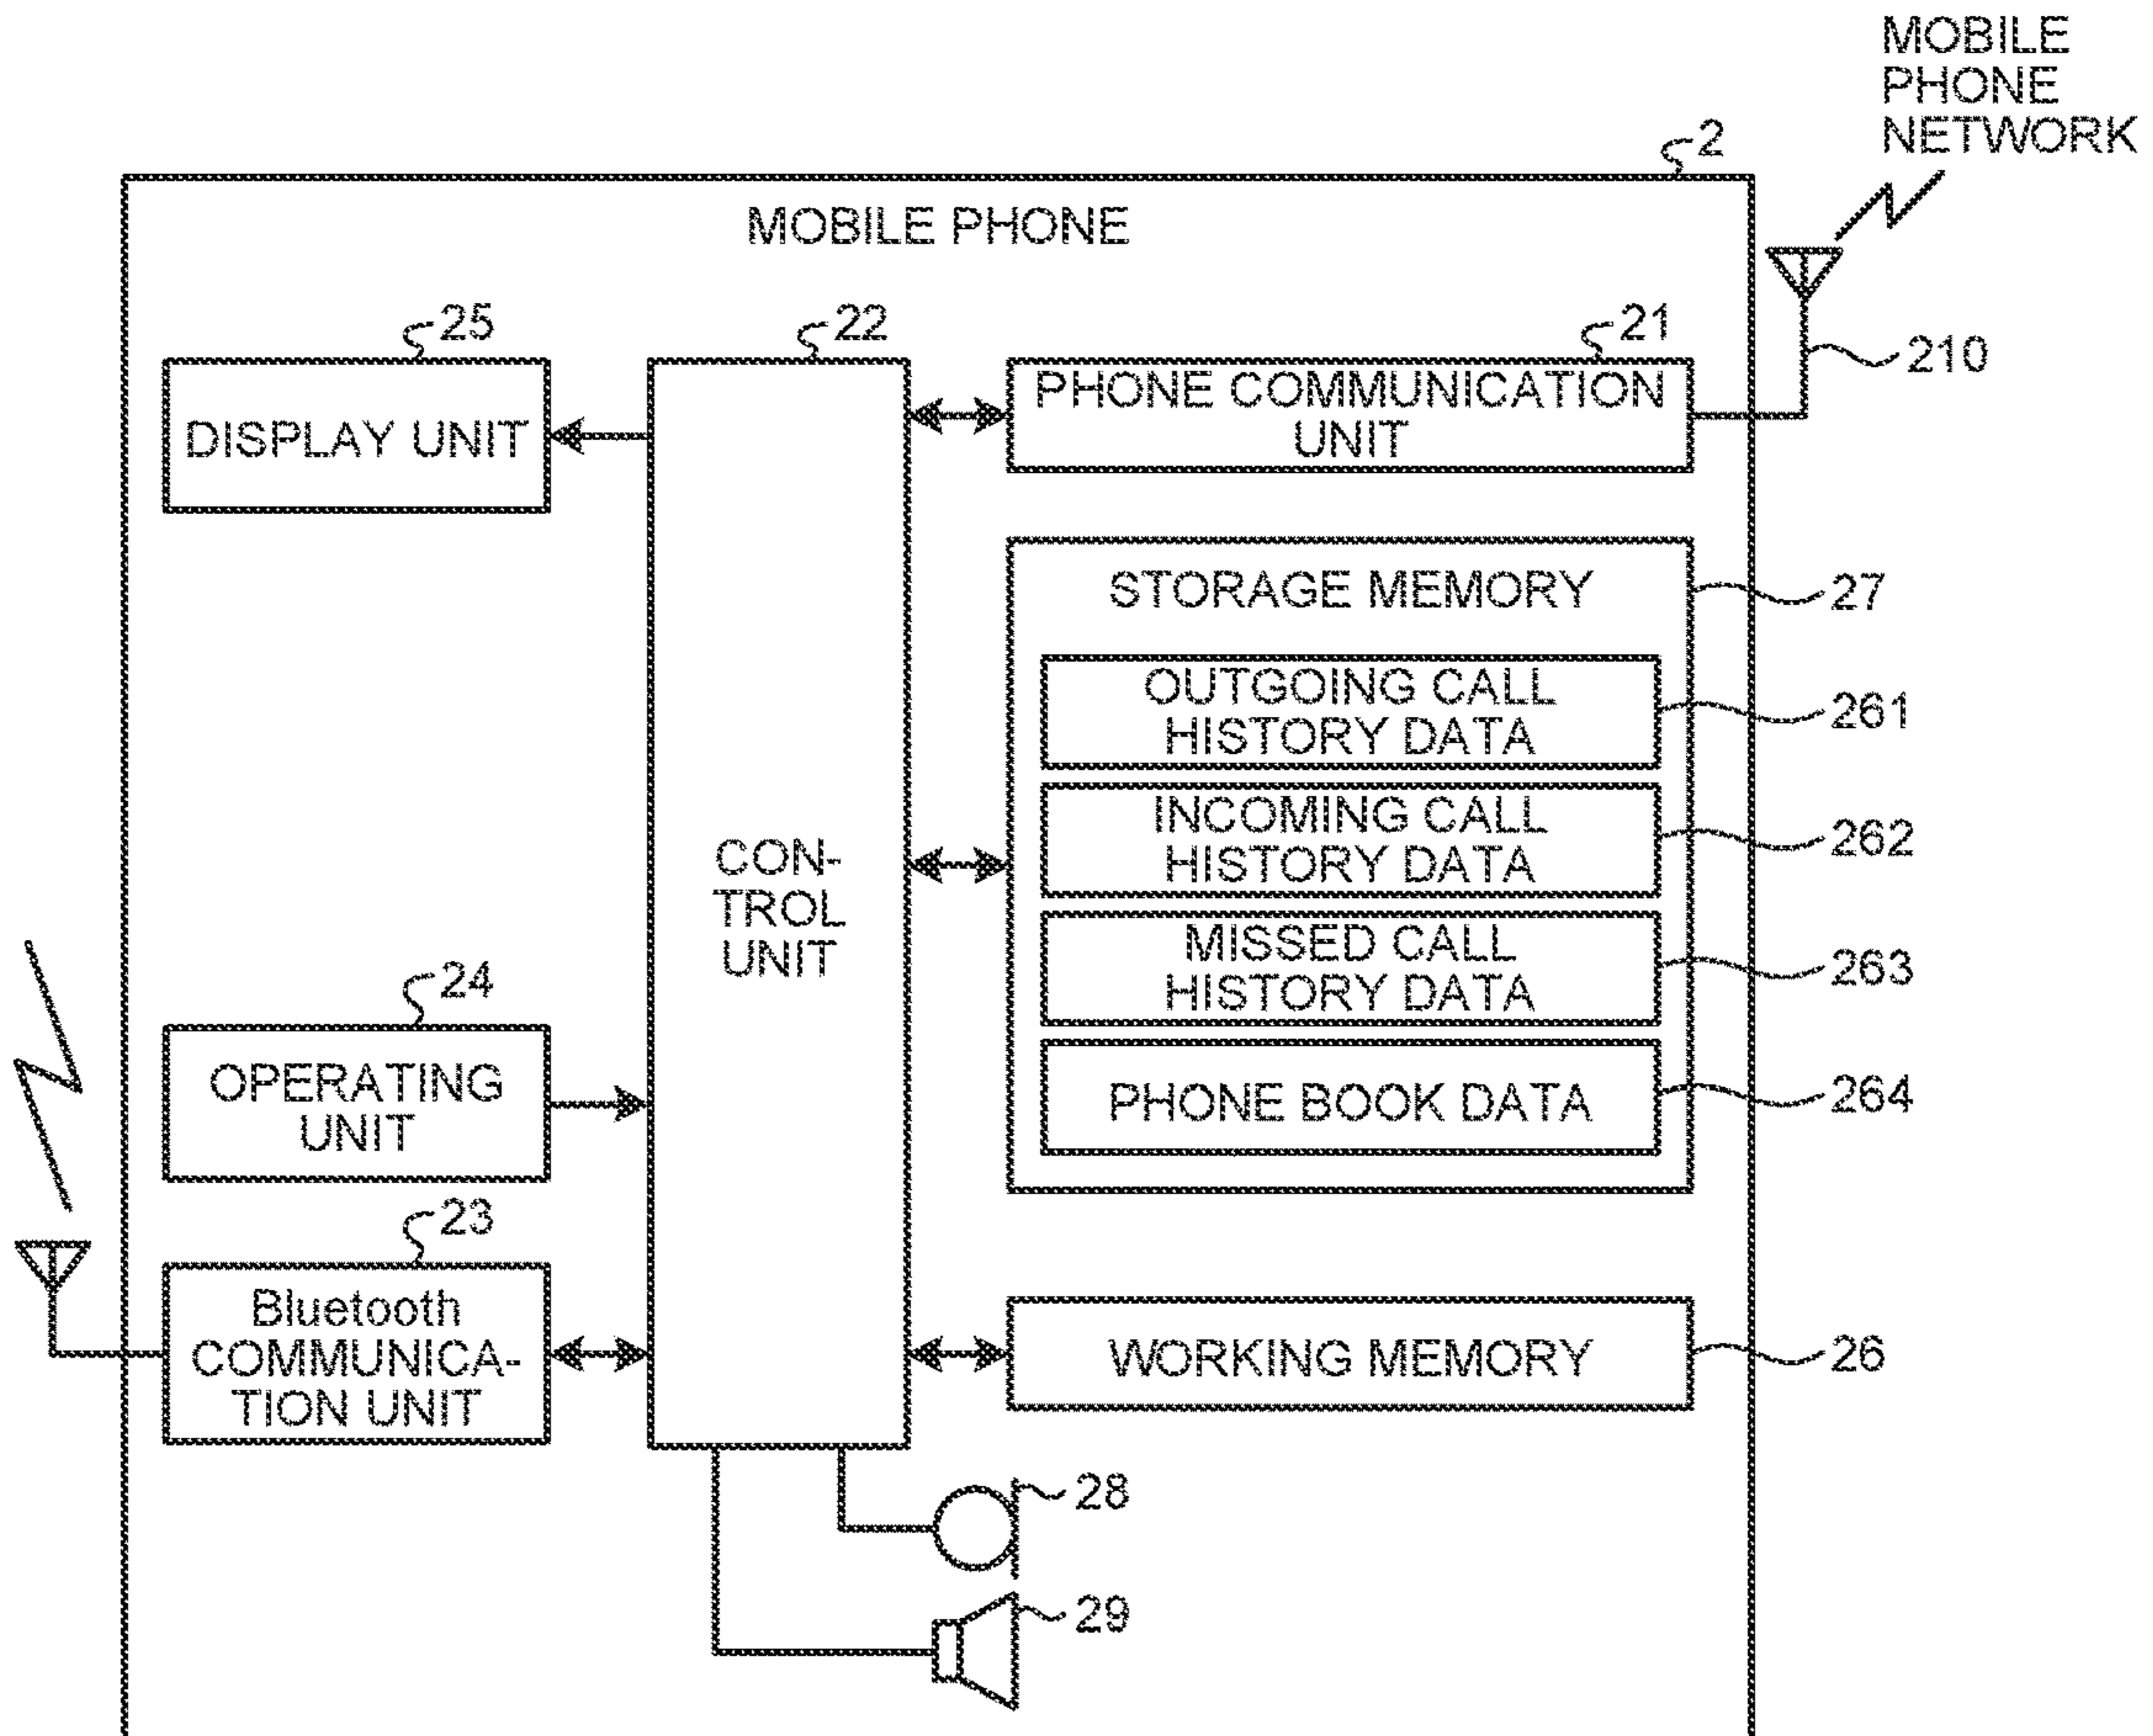 MOBILE
PHONE
NETWORK
2
MOBILE PHONE
25
22
21
210
DISPLAY UNIT
PHONE COMMUNICATION
UNIT
STORAGE MEMORY
27
OUTGOING CALL
HISTORY DATA
261
INCOMING CALL
HISTORY DATA
262
MISSED CALL
HISTORY DATA
263
PHONE BOOK DATA
264
CON-
TROL
UNIT
24
OPERATING
UNIT
23
Bluetooth
COMMUNICA-
TION UNIT
WORKING MEMORY
26
28
29